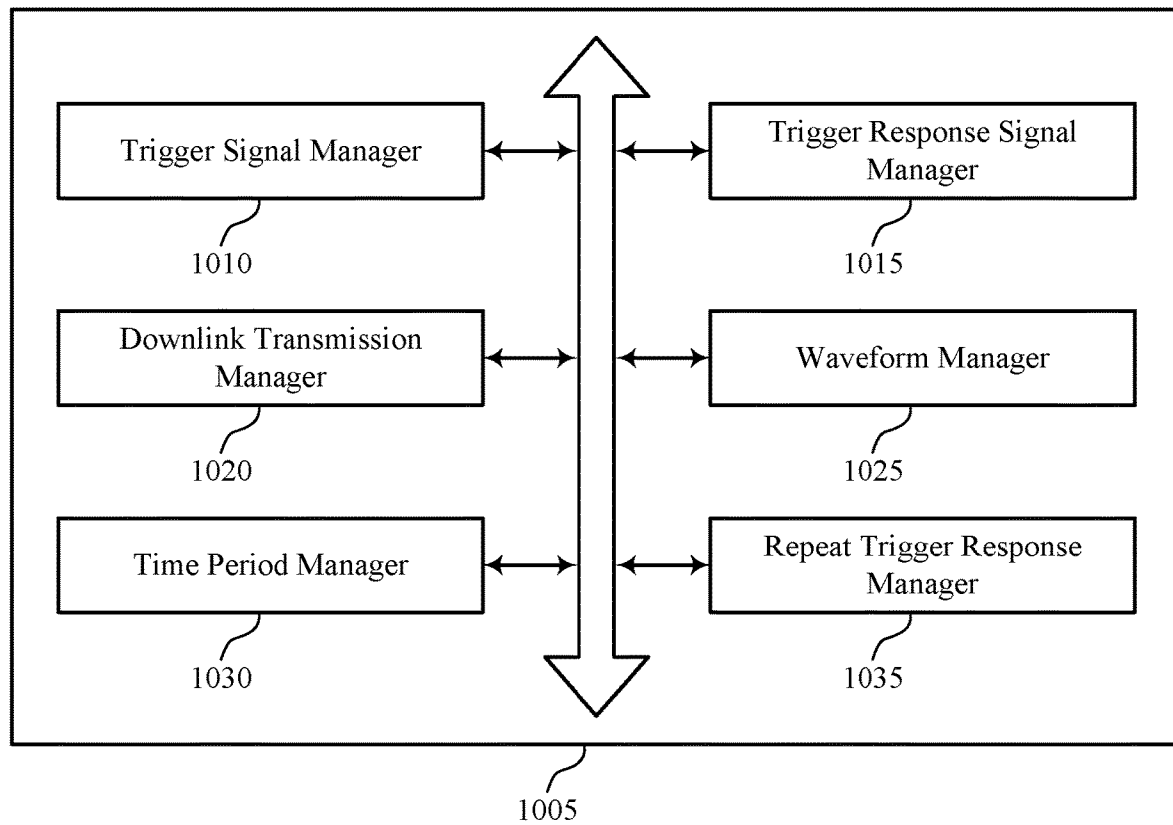 Trigger Signal Manager
1010
Trigger Response Signal
Manager
1015
Downlink Transmission
Manager
1020
Waveform Manager
1025
Time Period Manager
1030
Repeat Trigger Response
Manager
1035
1005